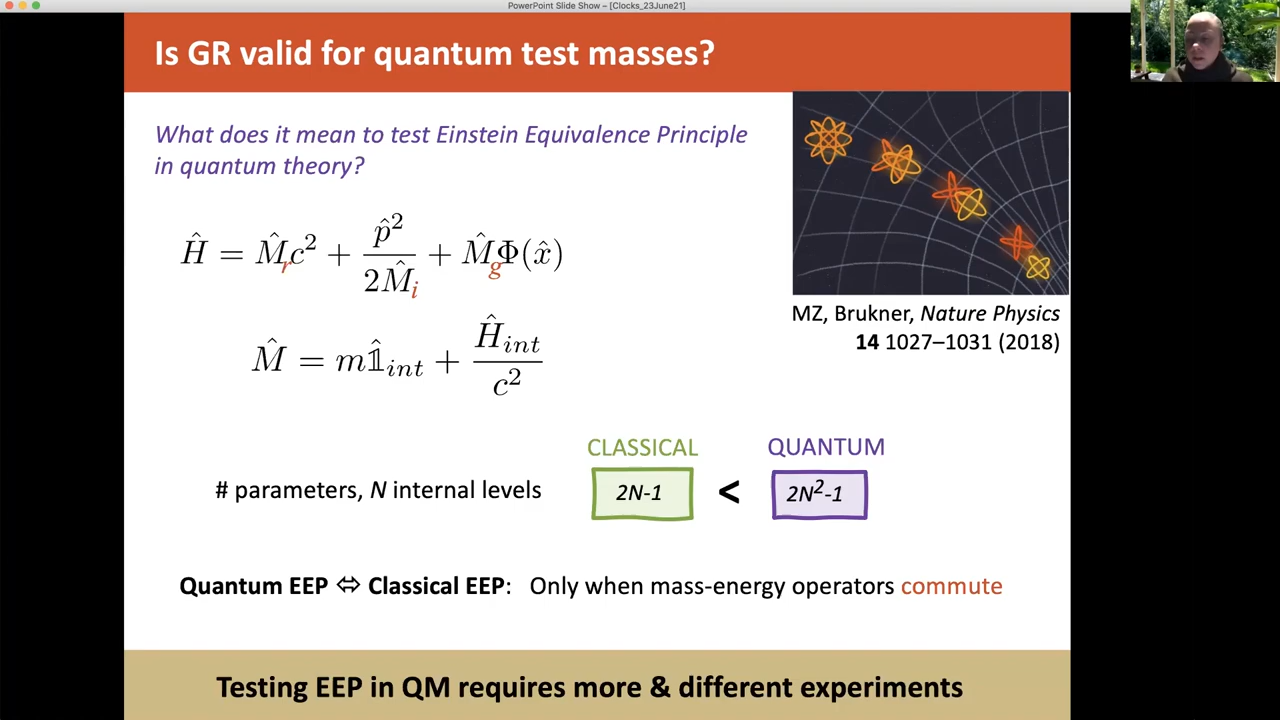 PowerPoint Slide Show – [Clocks_23June21]
Is GR valid for quantum test masses?
What does it mean to test Einstein Equivalence Principle
in quantum theory?
Ĥ = M̂_r c² + p̂² / 2M̂_i + M̂_g Φ(x̂)
M̂ = m𝟙̂_int + Ĥ_int / c²
MZ, Brukner, Nature Physics
14 1027–1031 (2018)
CLASSICAL QUANTUM
# parameters, N internal levels 2N-1 < 2N²-1
Quantum EEP ⇔ Classical EEP: Only when mass-energy operators commute
Testing EEP in QM requires more & different experiments